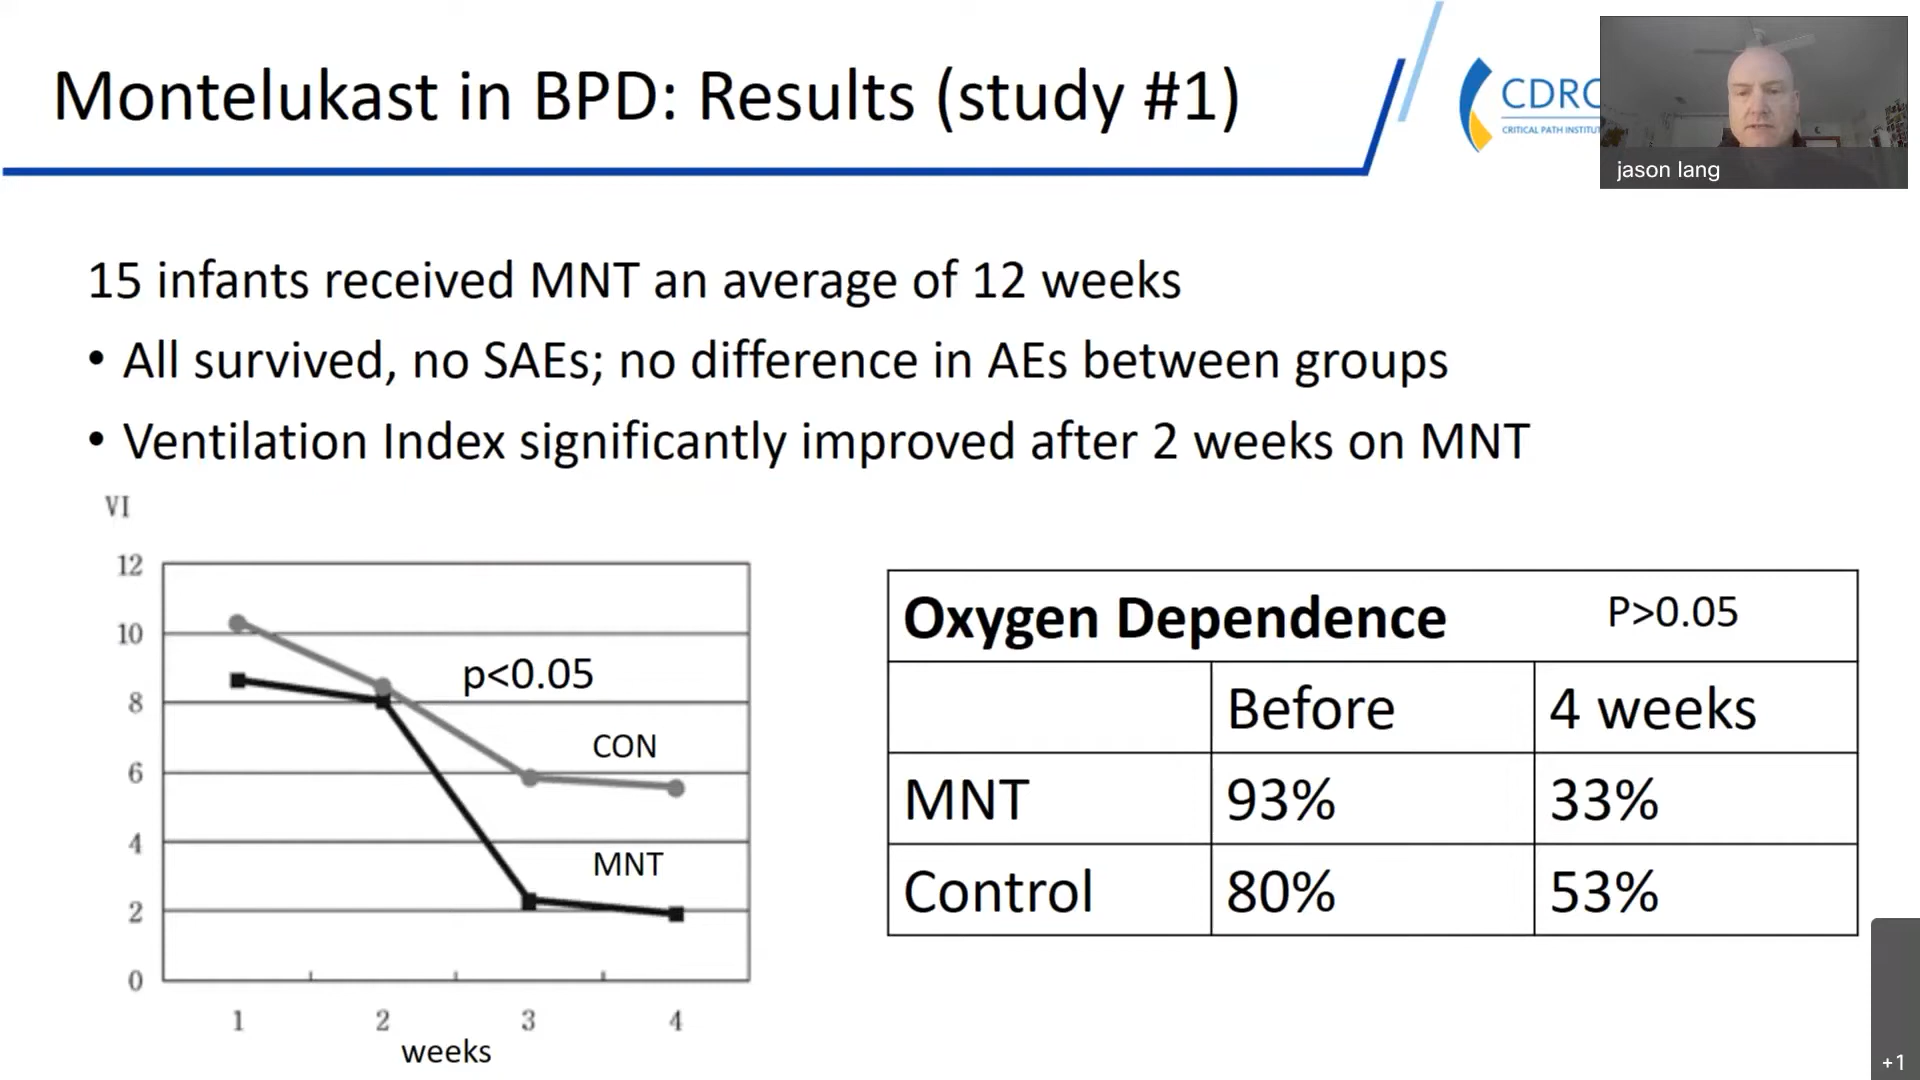 Montelukast in BPD: Results (study #1)
CDRC
CRITICAL PATH INSTITU
jason lang
15 infants received MNT an average of 12 weeks
• All survived, no SAEs; no difference in AEs between groups
• Ventilation Index significantly improved after 2 weeks on MNT
VI
12
10
8
6
4
2
0
p<0.05
CON
MNT
1 2 3 4
weeks
Oxygen Dependence P>0.05
Before 4 weeks
MNT 93% 33%
Control 80% 53%
+1